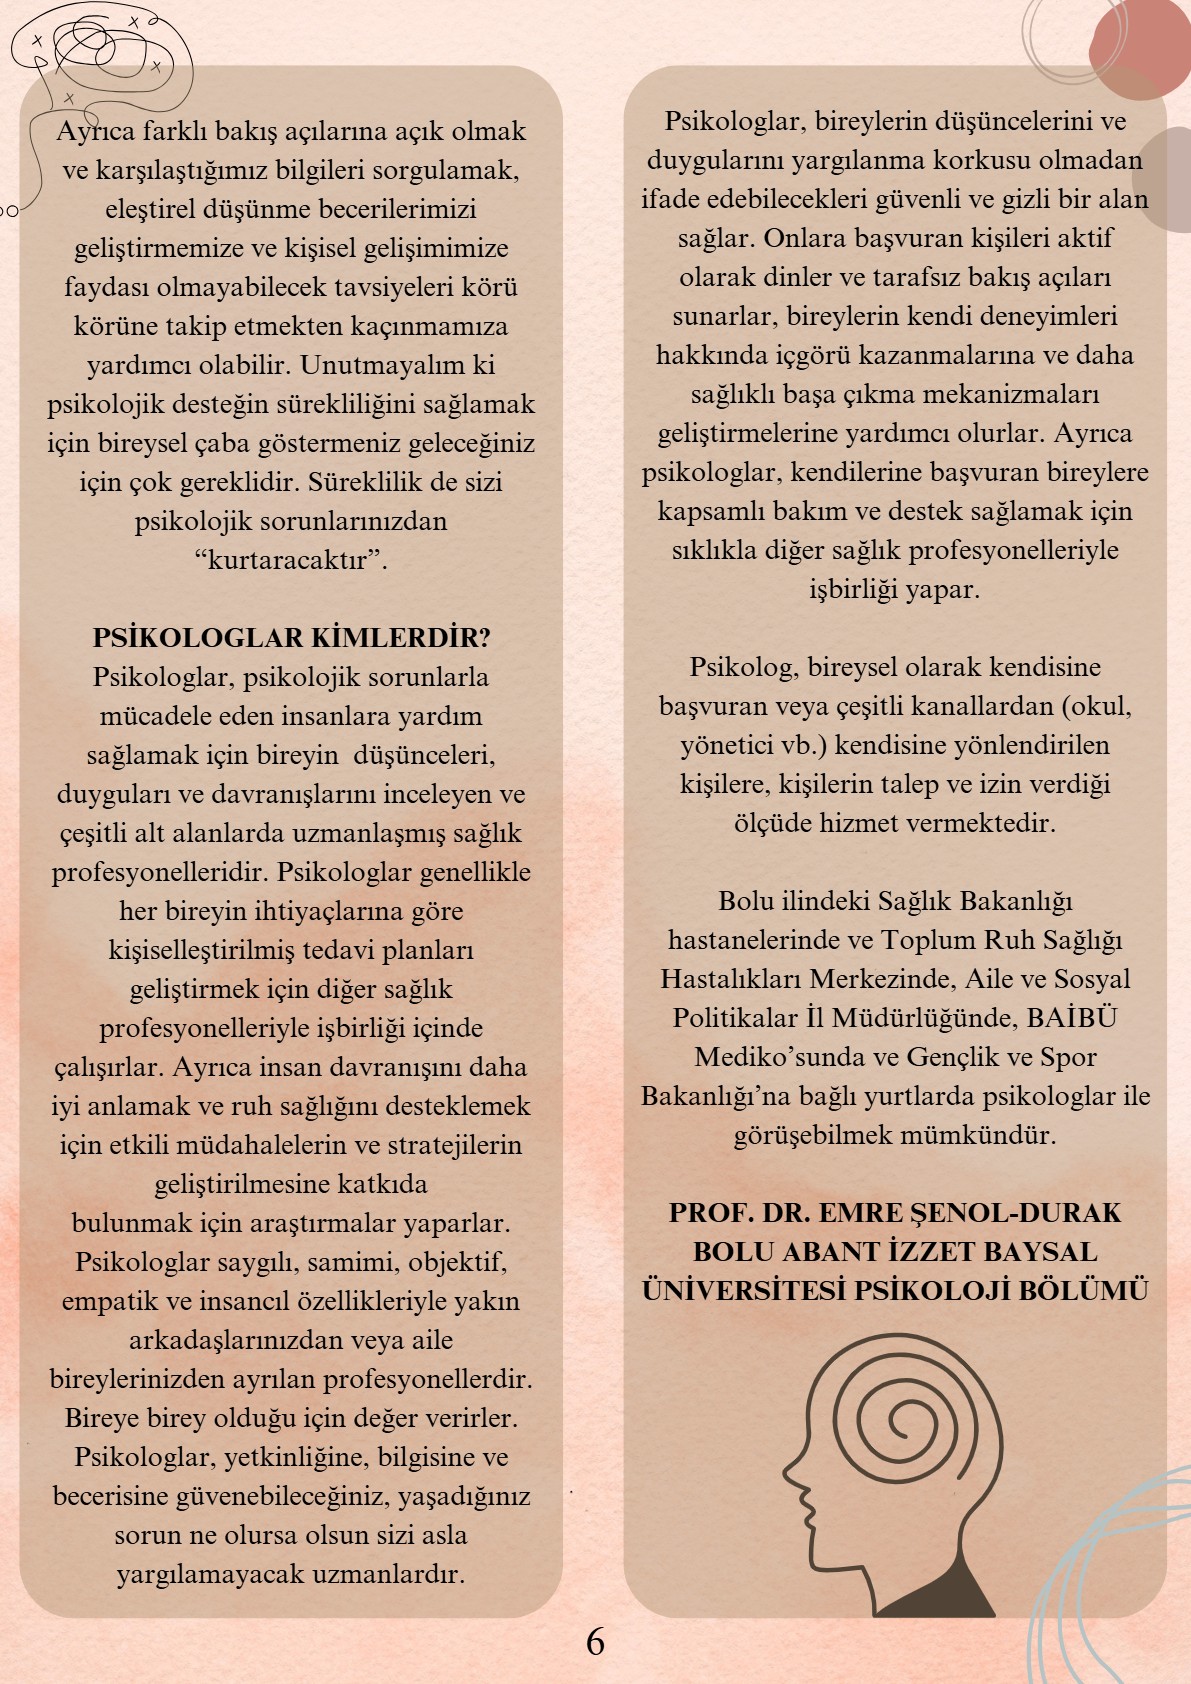 Ayrıca farklı bakış açılarına açık olmak
ve karşılaştığımız bilgileri sorgulamak,
eleştirel düşünme becerilerimizi
geliştirmemize ve kişisel gelişimimize
faydası olmayabilecek tavsiyeleri körü
körüne takip etmekten kaçınmamıza
yardımcı olabilir. Unutmayalım ki
psikolojik desteğin sürekliliğini sağlamak
için bireysel çaba göstermeniz geleceğiniz
için çok gereklidir. Süreklilik de sizi
psikolojik sorunlarınızdan
“kurtaracaktır”.
PSİKOLOGLAR KİMLERDİR?
Psikologlar, psikolojik sorunlarla
mücadele eden insanlara yardım
sağlamak için bireyin  düşünceleri,
duyguları ve davranışlarını inceleyen ve
çeşitli alt alanlarda uzmanlaşmış sağlık
profesyonelleridir. Psikologlar genellikle
her bireyin ihtiyaçlarına göre
kişiselleştirilmiş tedavi planları
geliştirmek için diğer sağlık
profesyonelleriyle işbirliği içinde
çalışırlar. Ayrıca insan davranışını daha
iyi anlamak ve ruh sağlığını desteklemek
için etkili müdahalelerin ve stratejilerin
geliştirilmesine katkıda
bulunmak için araştırmalar yaparlar.
Psikologlar saygılı, samimi, objektif,
empatik ve insancıl özellikleriyle yakın
arkadaşlarınızdan veya aile
bireylerinizden ayrılan profesyonellerdir.
Bireye birey olduğu için değer verirler.
Psikologlar, yetkinliğine, bilgisine ve
becerisine güvenebileceğiniz, yaşadığınız
sorun ne olursa olsun sizi asla
yargılamayacak uzmanlardır.
Psikologlar, bireylerin düşüncelerini ve
duygularını yargılanma korkusu olmadan
ifade edebilecekleri güvenli ve gizli bir alan
sağlar. Onlara başvuran kişileri aktif
olarak dinler ve tarafsız bakış açıları
sunarlar, bireylerin kendi deneyimleri
hakkında içgörü kazanmalarına ve daha
sağlıklı başa çıkma mekanizmaları
geliştirmelerine yardımcı olurlar. Ayrıca
psikologlar, kendilerine başvuran bireylere
kapsamlı bakım ve destek sağlamak için
sıklıkla diğer sağlık profesyonelleriyle
işbirliği yapar.
Psikolog, bireysel olarak kendisine
başvuran veya çeşitli kanallardan (okul,
yönetici vb.) kendisine yönlendirilen
kişilere, kişilerin talep ve izin verdiği
ölçüde hizmet vermektedir.
Bolu ilindeki Sağlık Bakanlığı
hastanelerinde ve Toplum Ruh Sağlığı
Hastalıkları Merkezinde, Aile ve Sosyal
Politikalar İl Müdürlüğünde, BAİBÜ
Mediko’sunda ve Gençlik ve Spor
Bakanlığı’na bağlı yurtlarda psikologlar ile
görüşebilmek mümkündür.
PROF. DR. EMRE ŞENOL-DURAK
BOLU ABANT İZZET BAYSAL
ÜNİVERSİTESİ PSİKOLOJİ BÖLÜMÜ
6